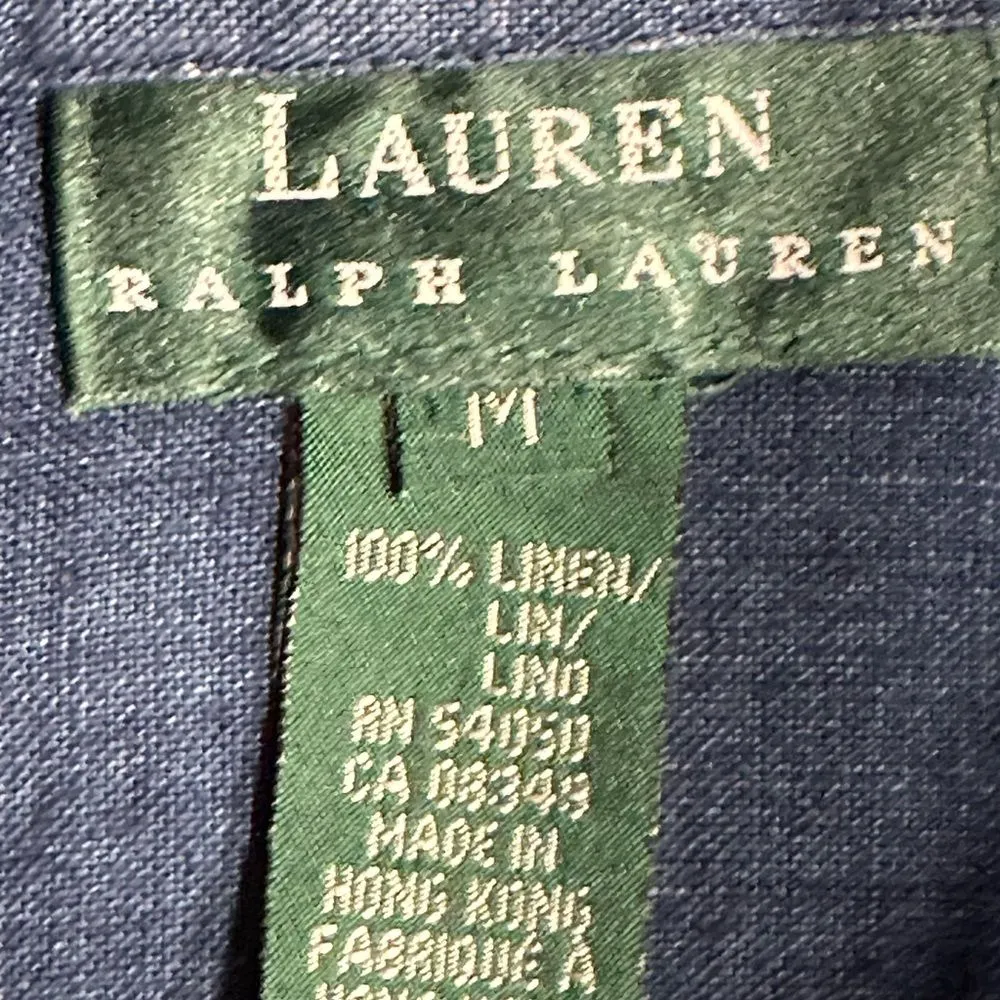 LAUREN
RALPH LAUREN
M
100% LINEN/
LIN/
LINO
RN 54050
CA 08349
MADE IN
HONG KONG
FABRIQUE A